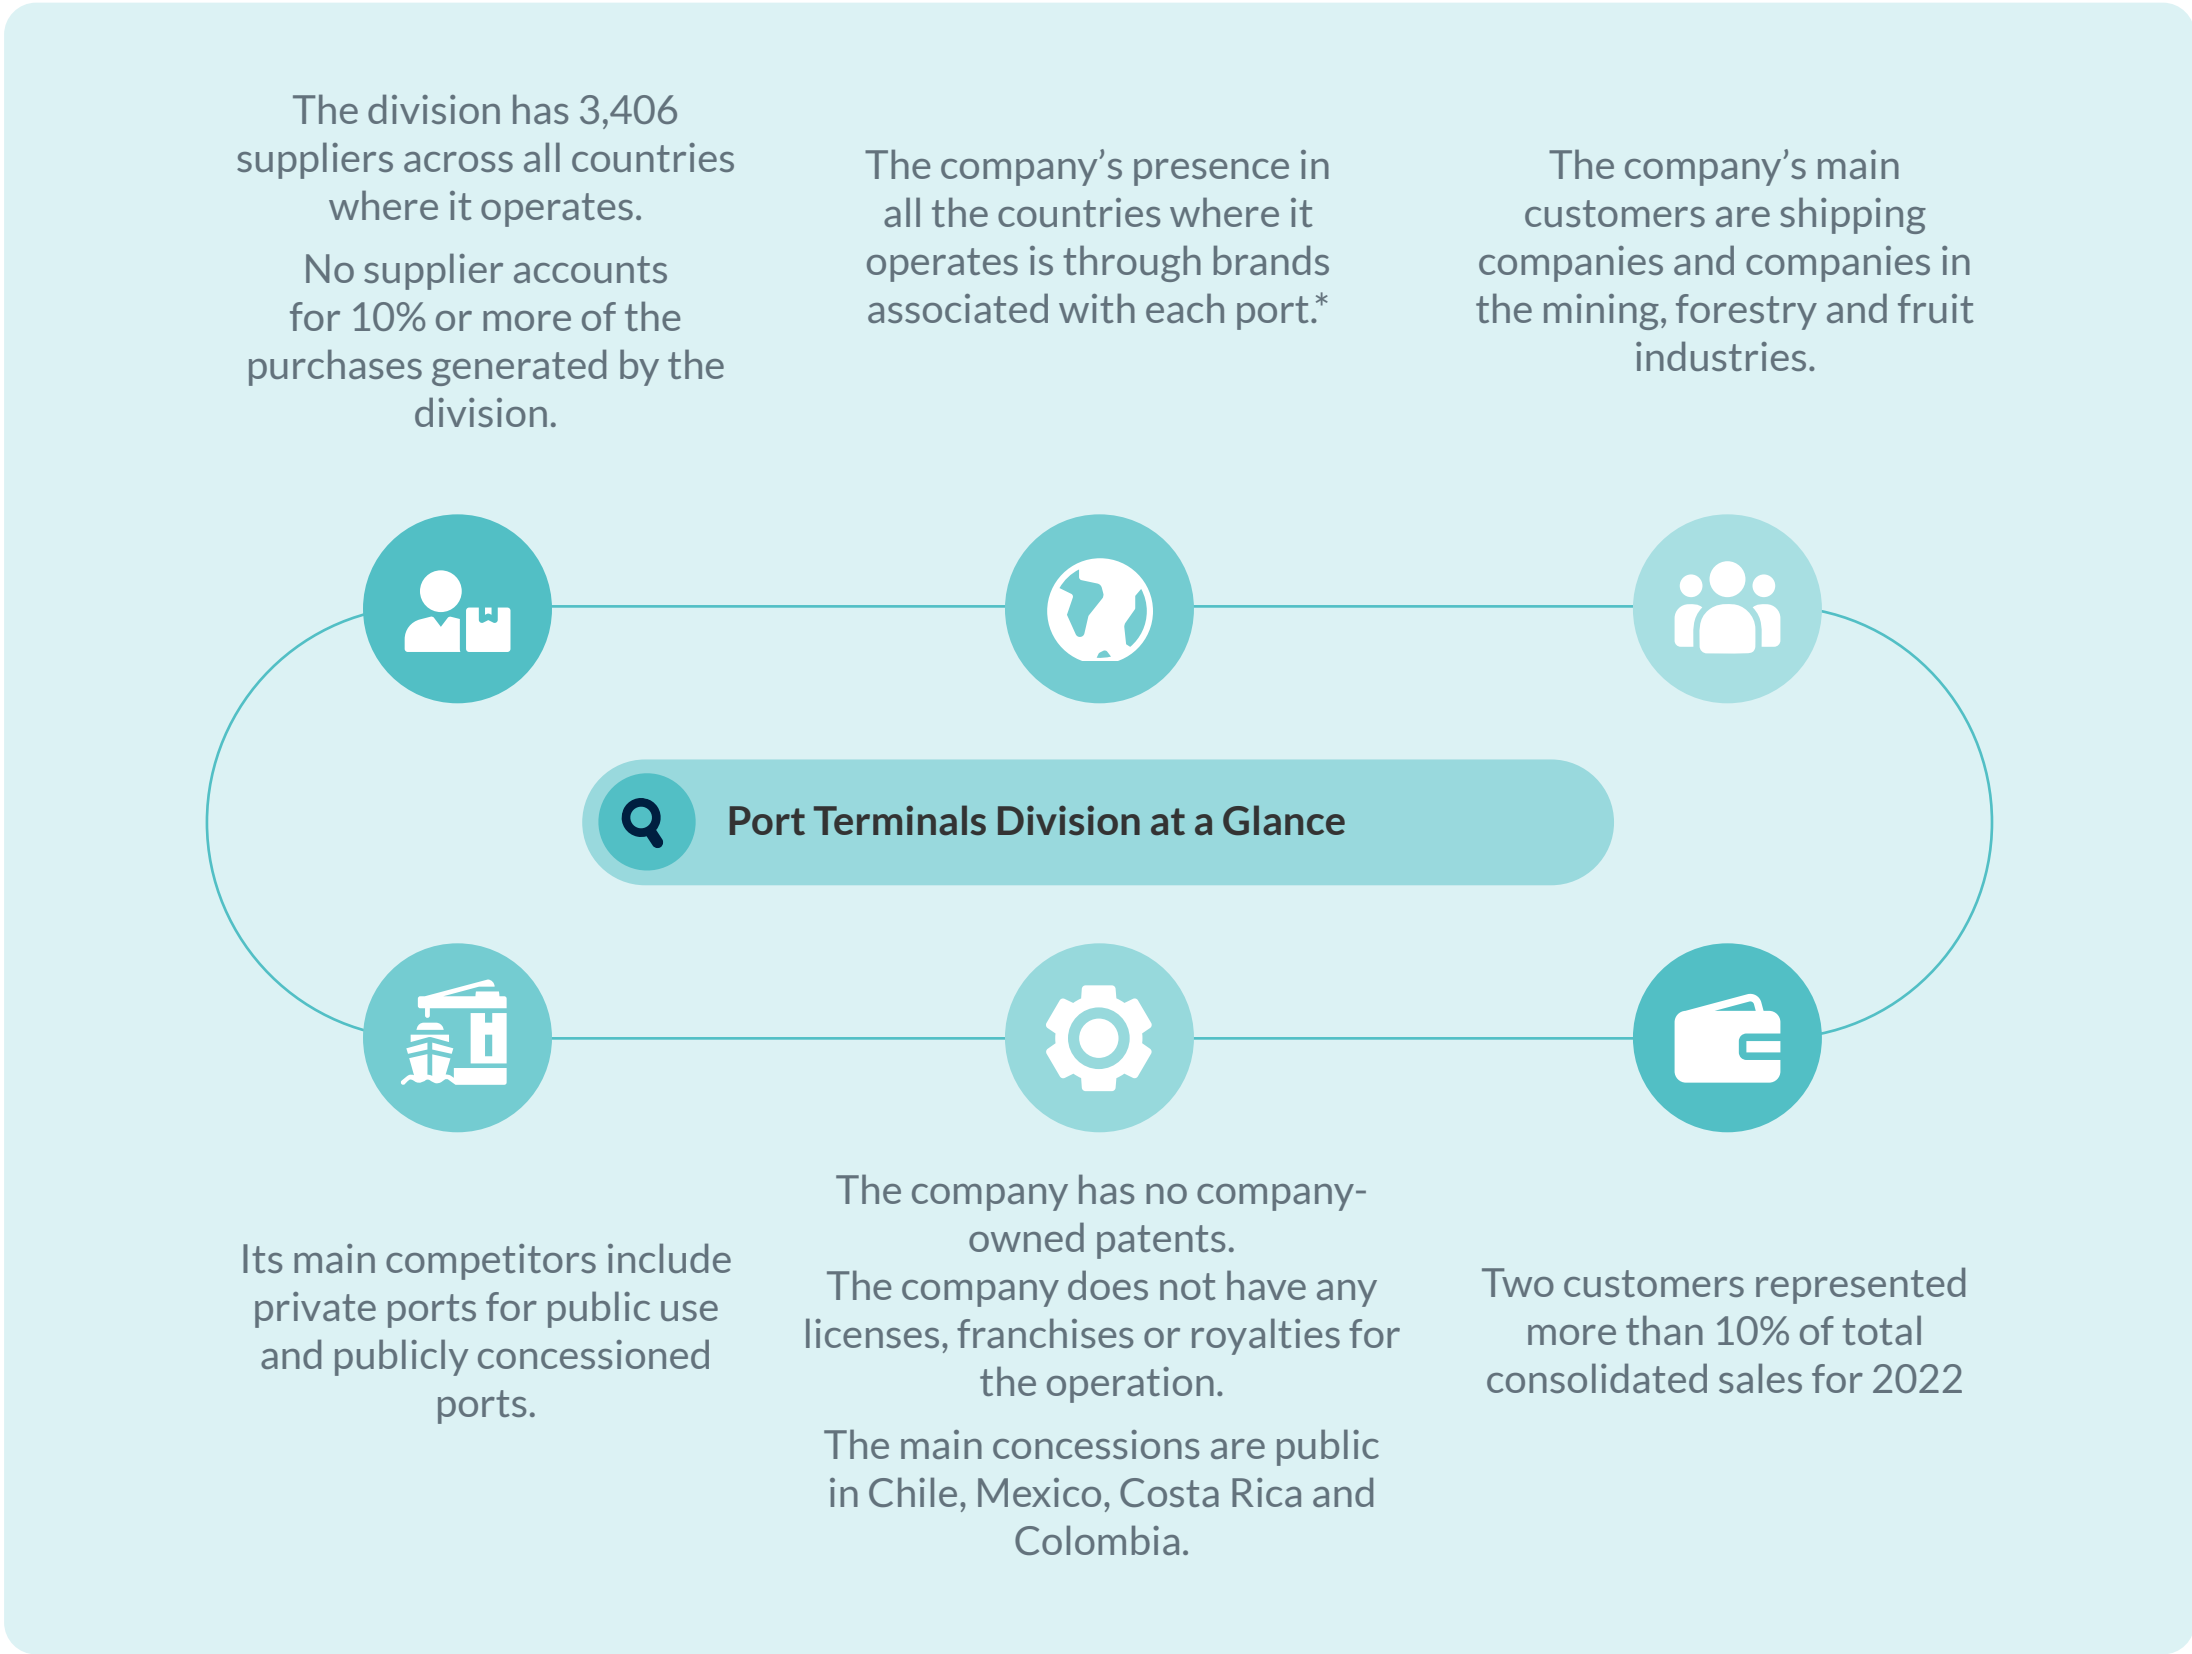 The division has 3,406
suppliers across all countries
where it operates.
No supplier accounts
for 10% or more of the
purchases generated by the
division.
The company’s presence in
all the countries where it
operates is through brands
associated with each port.*
The company’s main
customers are shipping
companies and companies in
the mining, forestry and fruit
industries.
Port Terminals Division at a Glance
Its main competitors include
private ports for public use
and publicly concessioned
ports.
The company has no company-
owned patents.
The company does not have any
licenses, franchises or royalties for
the operation.
The main concessions are public
in Chile, Mexico, Costa Rica and
Colombia.
Two customers represented
more than 10% of total
consolidated sales for 2022